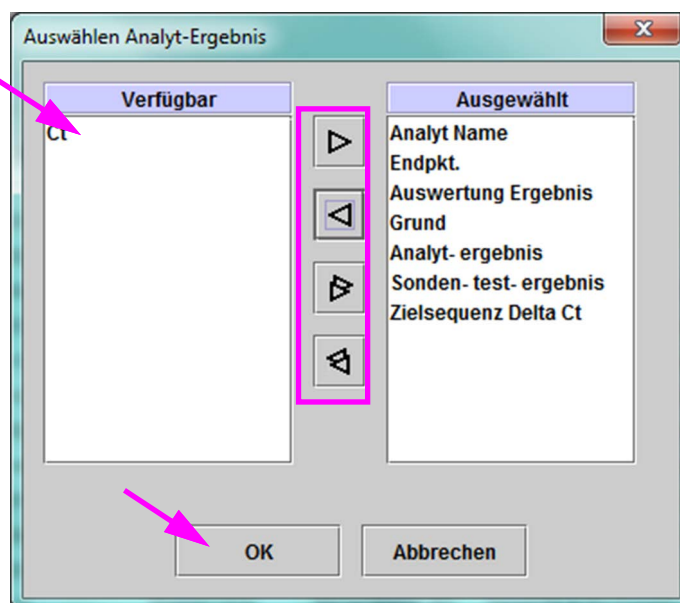 Auswählen Analyt-Ergebnis
Verfügbar
Ct
Ausgewählt
Analyt Name
Endpkt.
Auswertung Ergebnis
Grund
Analyt- ergebnis
Sonden- test- ergebnis
Zielsequenz Delta Ct
OK
Abbrechen